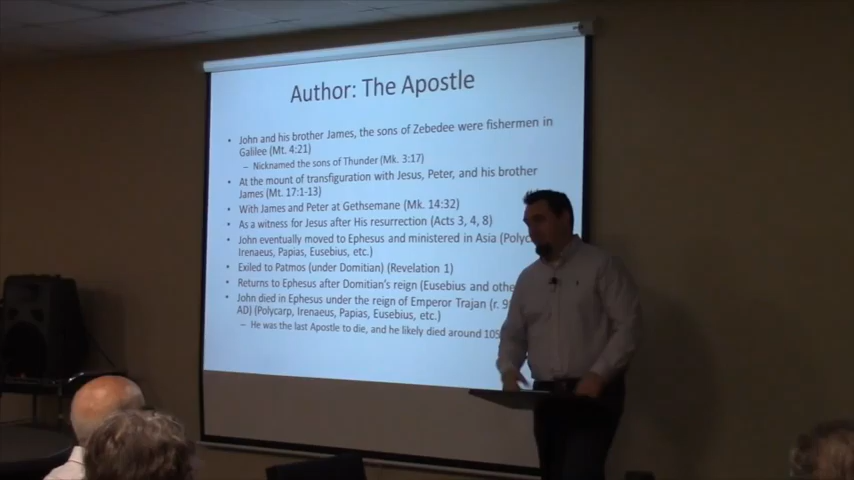 Author: The Apostle
• John and his brother James, the sons of Zebedee were fishermen in
Galilee (Mt. 4:21)
– Nicknamed the sons of Thunder (Mk. 3:17)
• At the mount of transfiguration with Jesus, Peter, and his brother
James (Mt. 17:1-13)
• With James and Peter at Gethsemane (Mk. 14:32)
• As a witness for Jesus after His resurrection (Acts 3, 4, 8)
• John eventually moved to Ephesus and ministered in Asia
Irenaeus, Papias, Eusebius, etc.)
• Exiled to Patmos (under Domitian) (Revelation 1)
• Returns to Ephesus after Domitian's reign (Eusebius and
• John died in Ephesus under the reign of Emperor Trajan (r.
AD) (Polycarp, Irenaeus, Papias, Eusebius, etc.)
– He was the last Apostle to die, and he likely died around 105